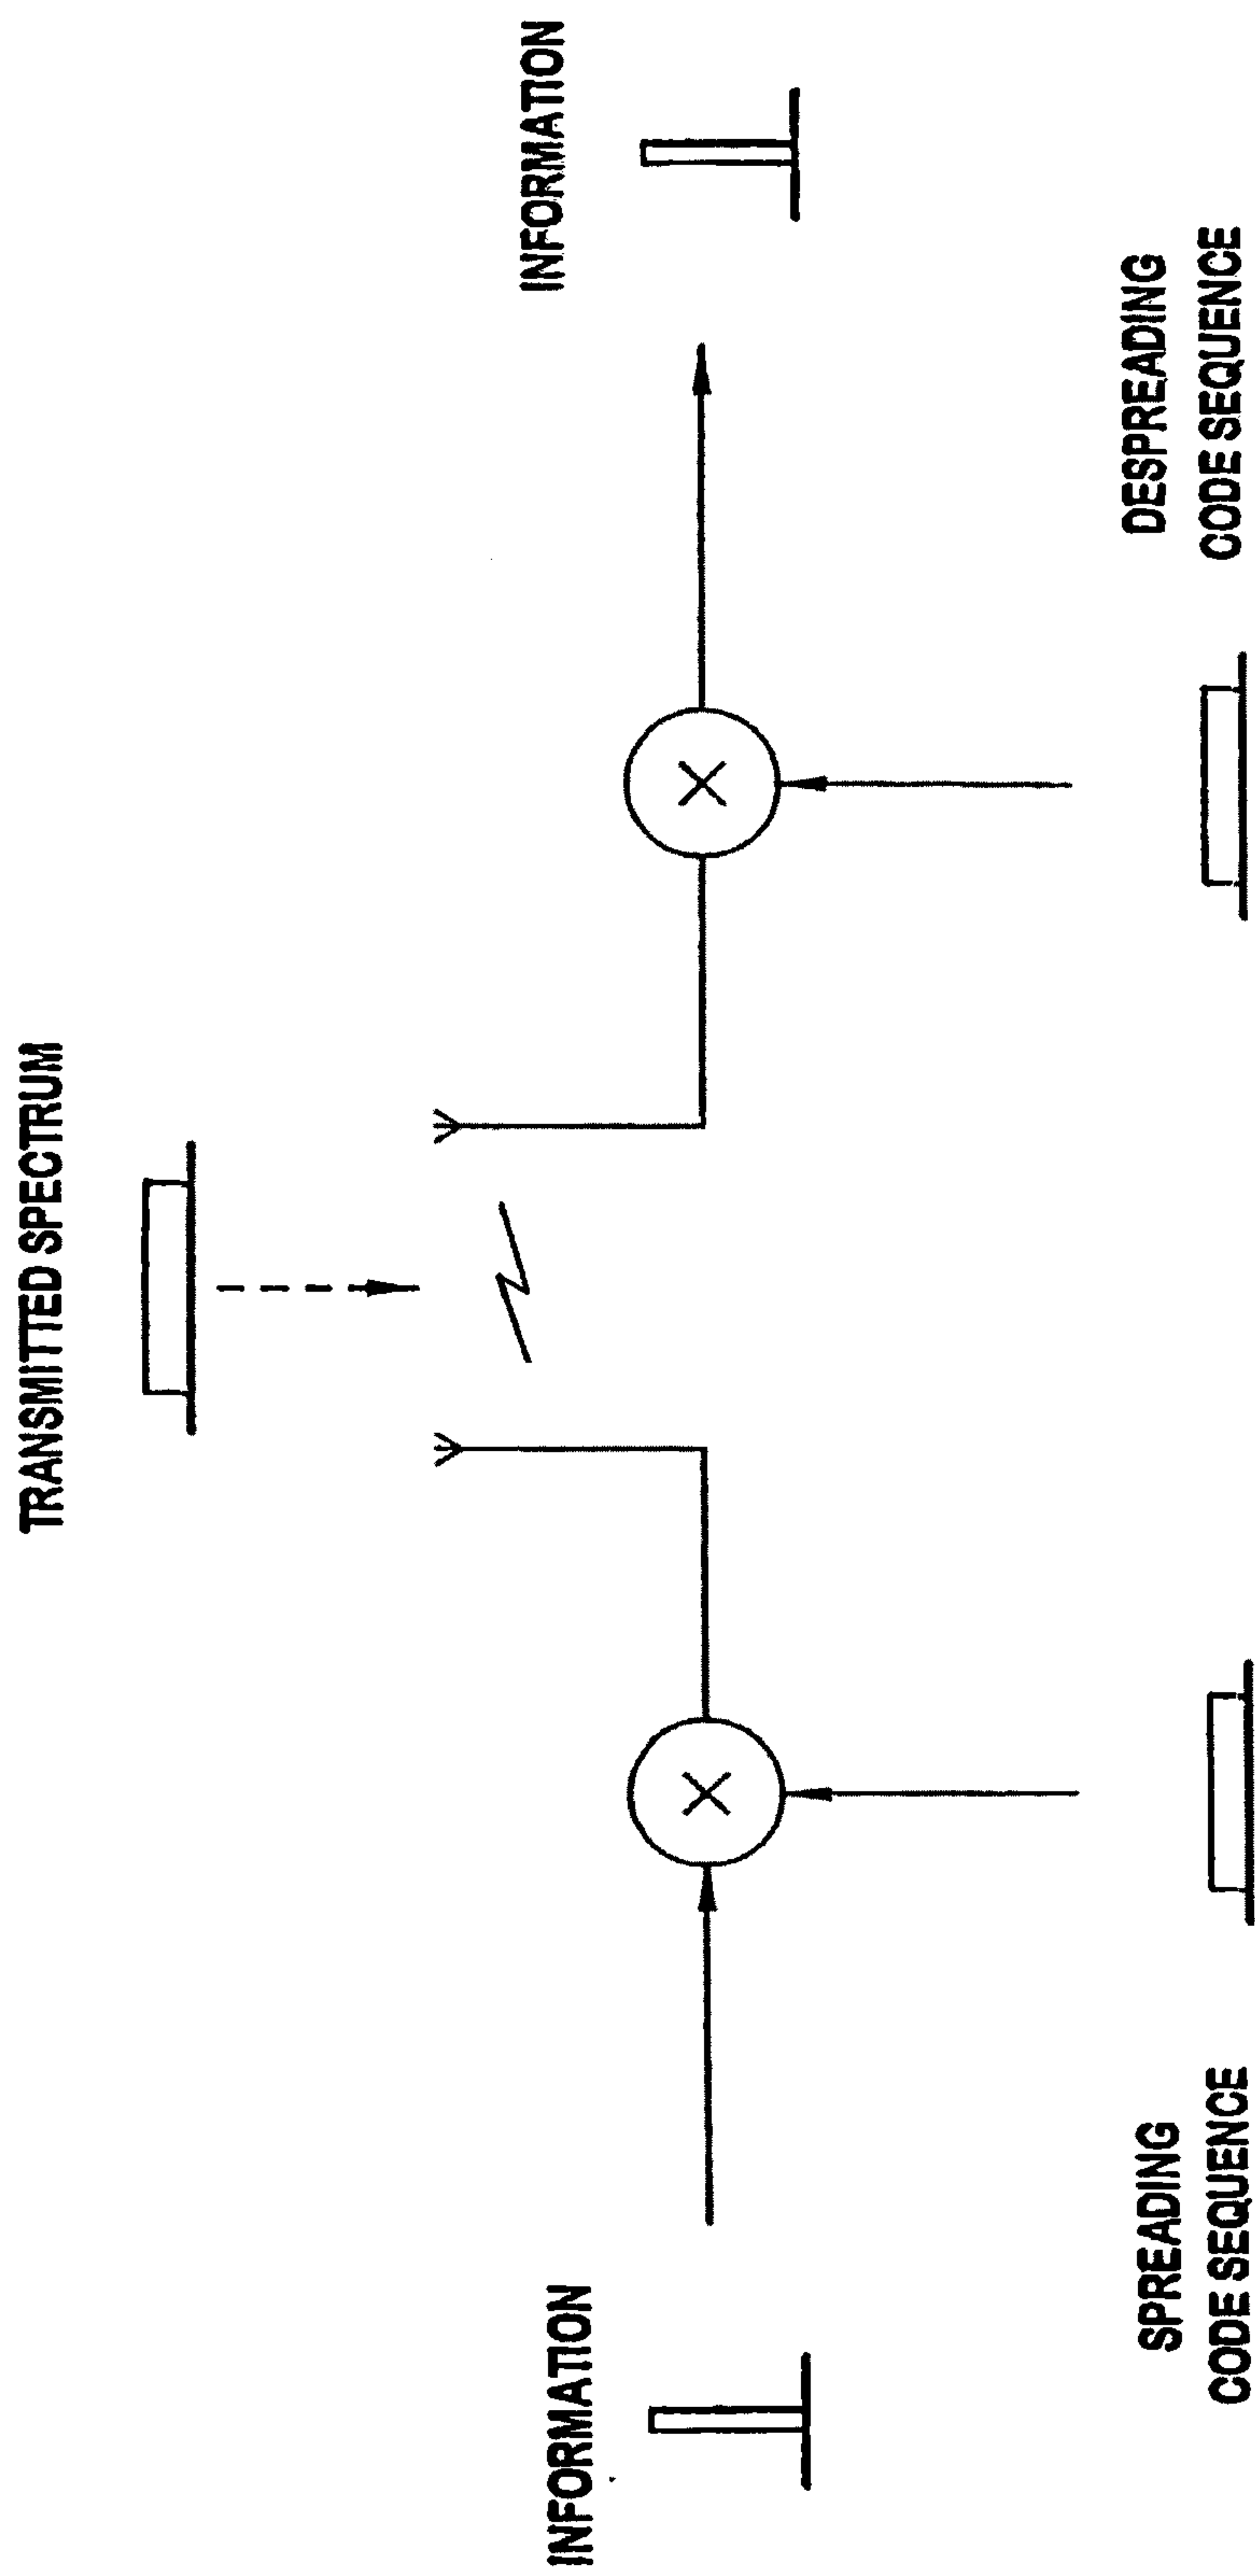 TRANSMITTED SPECTRUM
INFORMATION
INFORMATION
SPREADING
CODE SEQUENCE
DESPREADING
CODE SEQUENCE